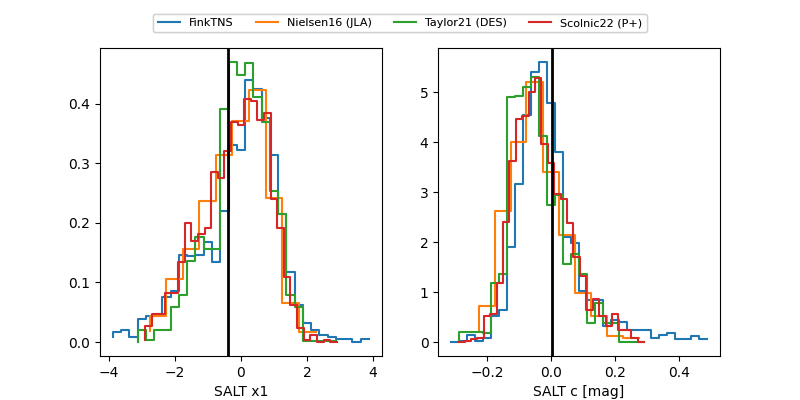 FinkTNS Nielsen16 (JLA) Taylor21 (DES) Scolnic22 (P+)
0.4
0.3
0.2
0.1
0.0
−4 −2 0 2 4
SALT x1
5
4
3
2
1
0
−0.2 0.0 0.2 0.4
SALT c [mag]